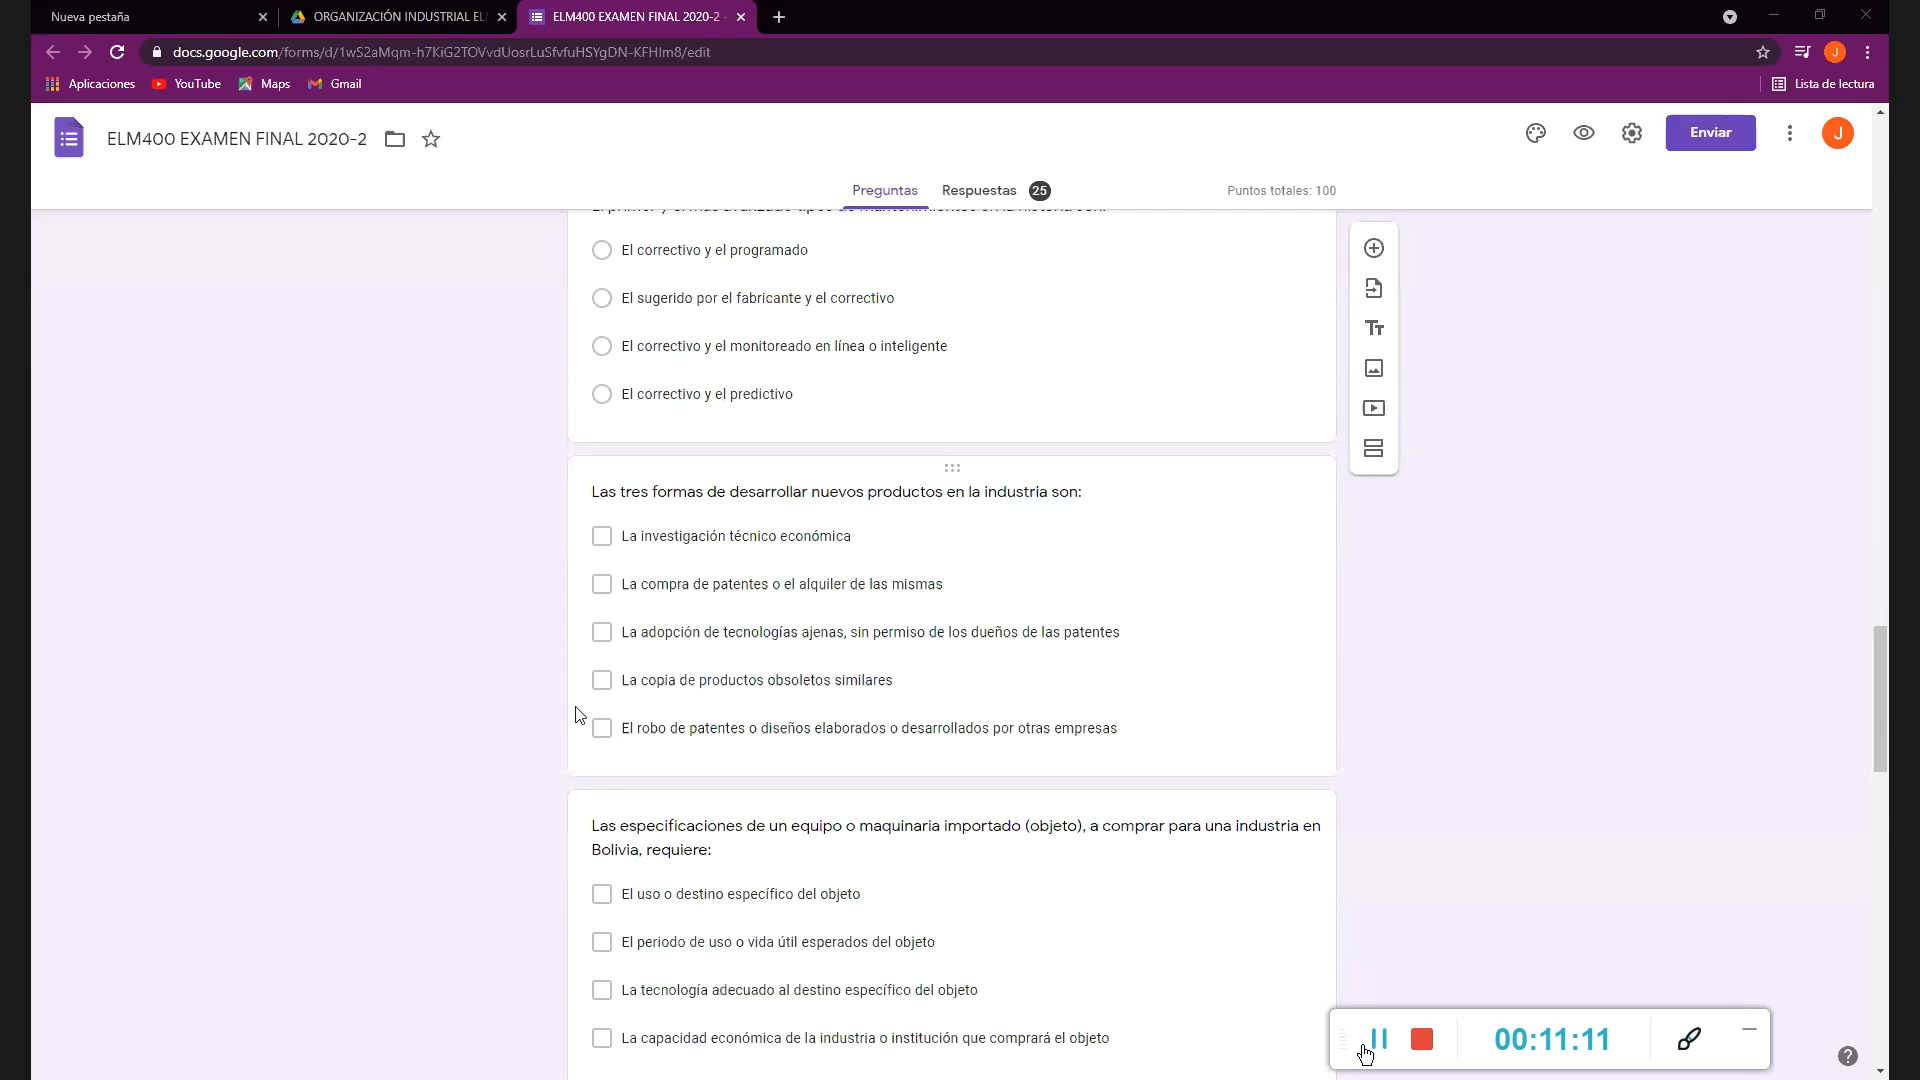 Nueva pestaña
ORGANIZACIÓN INDUSTRIAL EL
ELM400 EXAMEN FINAL 2020-2 -
docs.google.com/forms/d/1wS2aMqm-h7KiG2TOVvdUosrLuSfvfuHSYgDN-KFHIm8/edit
J
Aplicaciones
YouTube
Maps
Gmail
Lista de lectura
ELM400 EXAMEN FINAL 2020-2
Enviar
J
Preguntas
Respuestas 25
Puntos totales: 100
El correctivo y el programado
El sugerido por el fabricante y el correctivo
El correctivo y el monitoreado en línea o inteligente
El correctivo y el predictivo
Las tres formas de desarrollar nuevos productos en la industria son:
La investigación técnico económica
La compra de patentes o el alquiler de las mismas
La adopción de tecnologías ajenas, sin permiso de los dueños de las patentes
La copia de productos obsoletos similares
El robo de patentes o diseños elaborados o desarrollados por otras empresas
Las especificaciones de un equipo o maquinaria importado (objeto), a comprar para una industria en
Bolivia, requiere:
El uso o destino específico del objeto
El periodo de uso o vida útil esperados del objeto
La tecnología adecuado al destino específico del objeto
La capacidad económica de la industria o institución que comprará el objeto
00:11:11